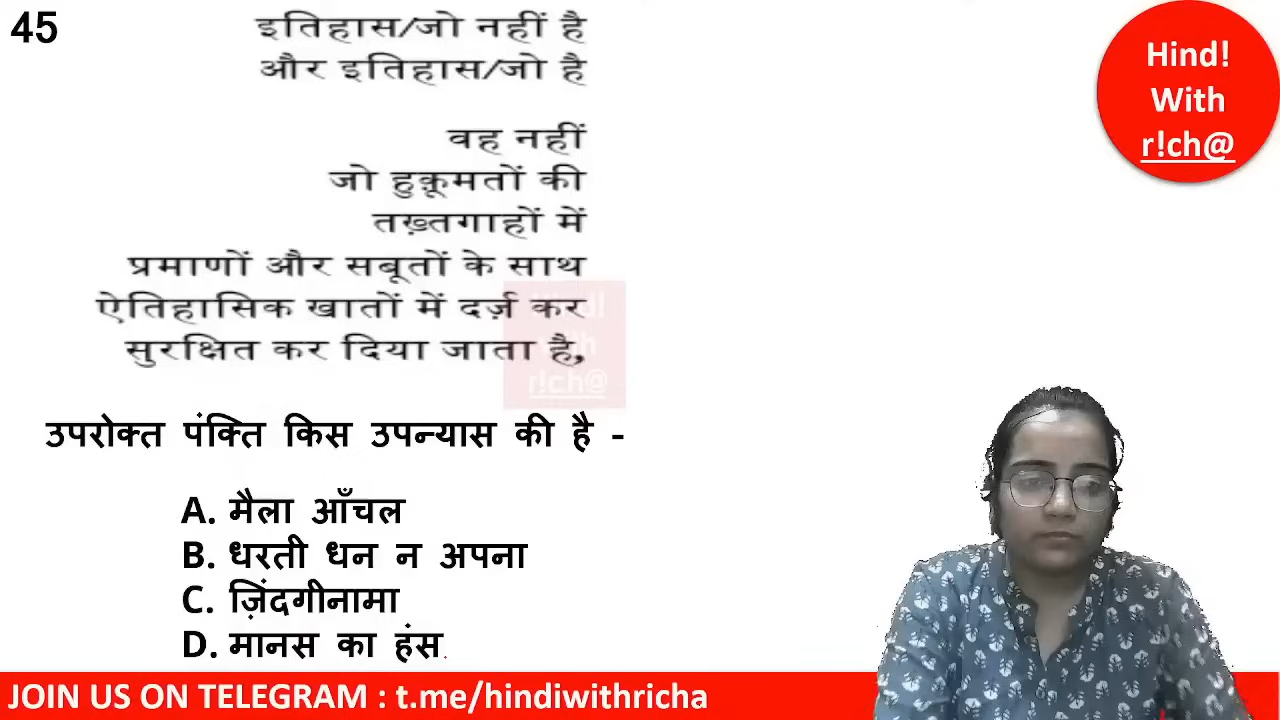 45
इतिहास/जो नहीं है
और इतिहास/जो है
वह नहीं
जो हुक़ूमतों की
तख़्तगाहों में
प्रमाणों और सबूतों के साथ
ऐतिहासिक खातों में दर्ज़ कर
सुरक्षित कर दिया जाता है,
उपरोक्त पंक्ति किस उपन्यास की है -
A. मैला आँचल
B. धरती धन न अपना
C. ज़िंदगीनामा
D. मानस का हंस
Hind!
With
r!ch@
r!ch@
JOIN US ON TELEGRAM : t.me/hindiwithricha